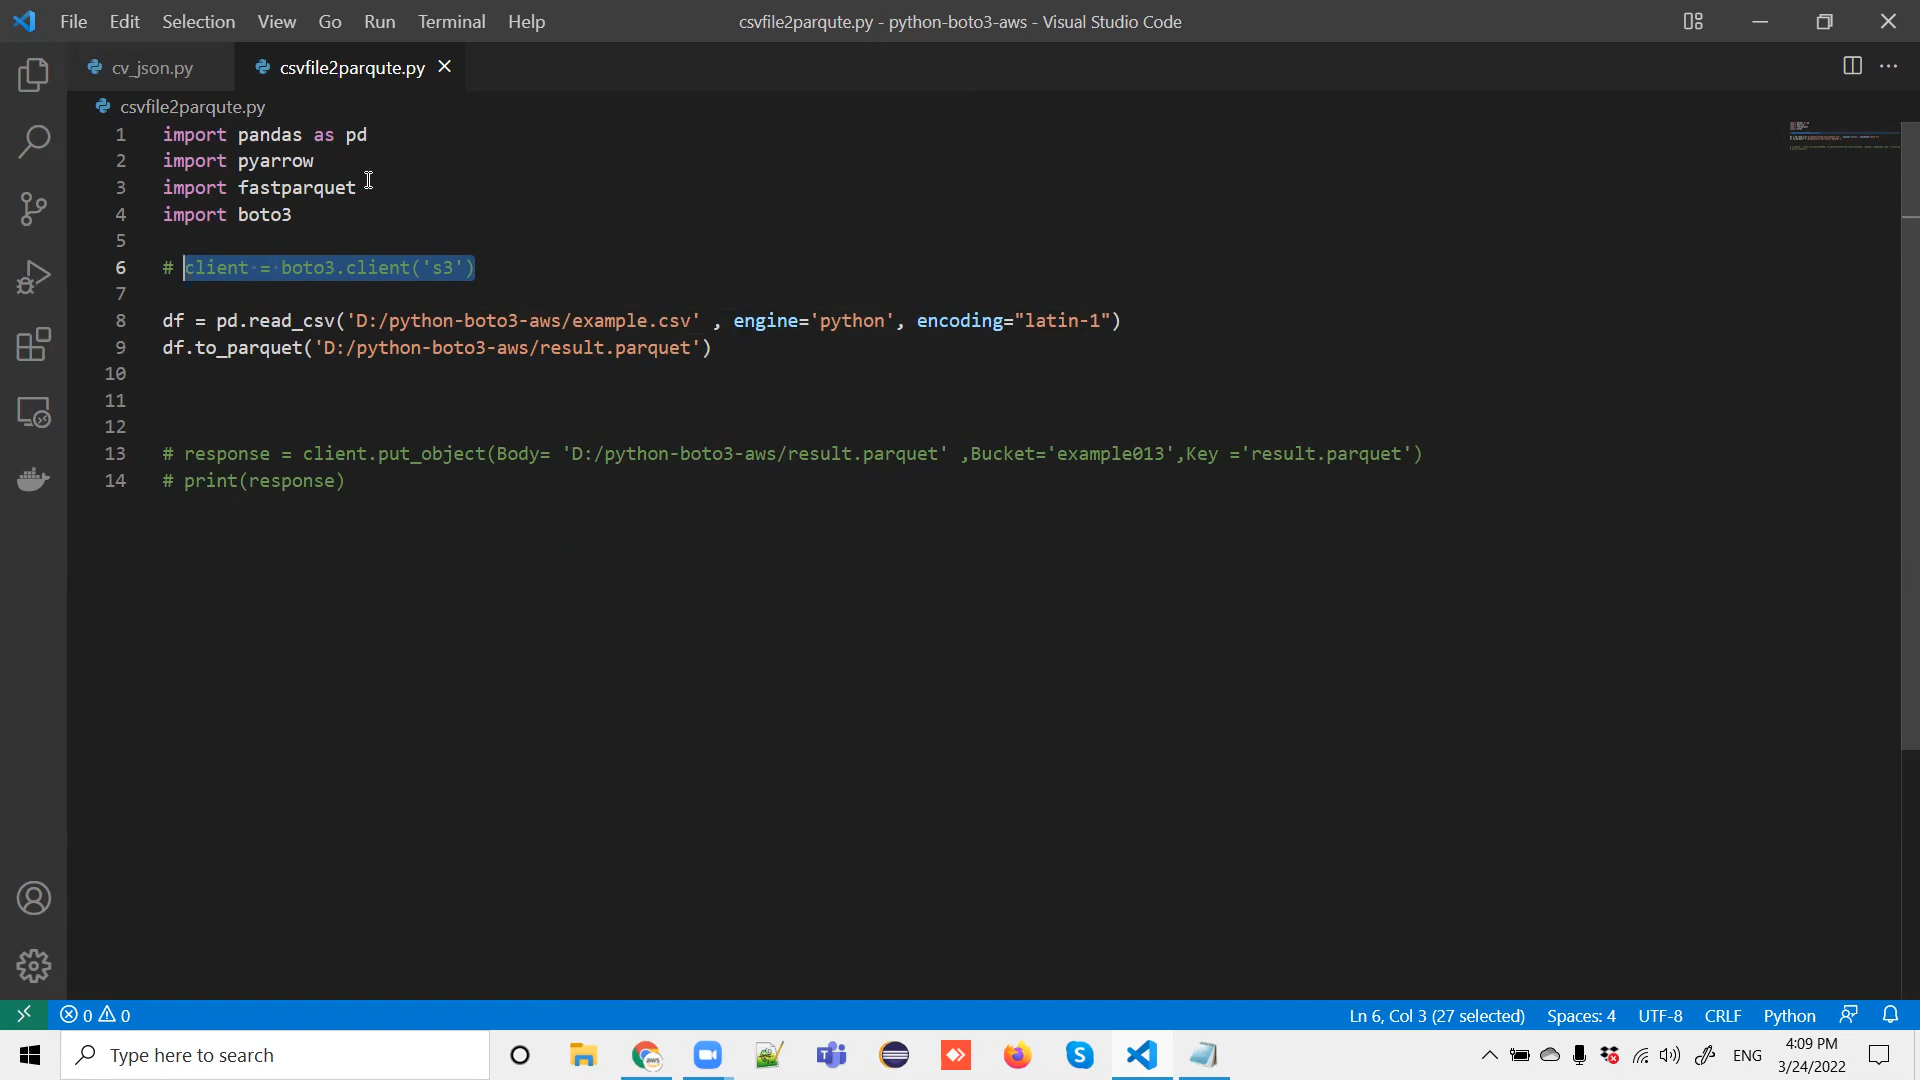 File Edit Selection View Go Run Terminal Help csvfile2parqute.py - python-boto3-aws - Visual Studio Code
cv_json.py csvfile2parqute.py
csvfile2parqute.py
1 import pandas as pd
2 import pyarrow
3 import fastparquet
4 import boto3
5
6 # client = boto3.client('s3')
7
8 df = pd.read_csv('D:/python-boto3-aws/example.csv' , engine='python', encoding="latin-1")
9 df.to_parquet('D:/python-boto3-aws/result.parquet')
10
11
12
13 # response = client.put_object(Body= 'D:/python-boto3-aws/result.parquet' ,Bucket='example013',Key ='result.parquet')
14 # print(response)
0 0 Ln 6, Col 3 (27 selected) Spaces: 4 UTF-8 CRLF Python
Type here to search ENG 4:09 PM
3/24/2022